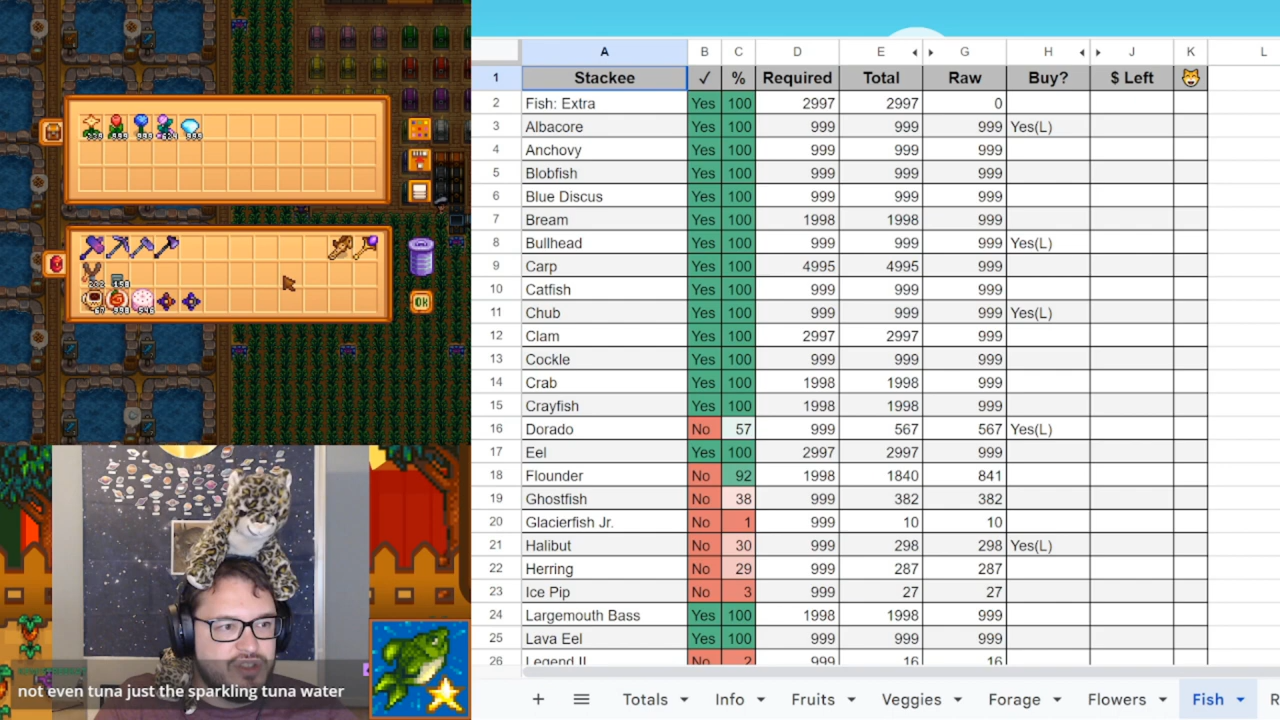 A B C D E G H J K L
1 Stackee ✓ % Required Total Raw Buy? $ Left
2 Fish: Extra Yes 100 2997 2997 0
3 Albacore Yes 100 999 999 999 Yes(L)
4 Anchovy Yes 100 999 999 999
5 Blobfish Yes 100 999 999 999
6 Blue Discus Yes 100 999 999 999
7 Bream Yes 100 1998 1998 999
8 Bullhead Yes 100 999 999 999 Yes(L)
9 Carp Yes 100 4995 4995 999
10 Catfish Yes 100 999 999 999
11 Chub Yes 100 999 999 999 Yes(L)
12 Clam Yes 100 2997 2997 999
13 Cockle Yes 100 999 999 999
14 Crab Yes 100 1998 1998 999
15 Crayfish Yes 100 1998 1998 999
16 Dorado No 57 999 567 567 Yes(L)
17 Eel Yes 100 2997 2997 999
18 Flounder No 92 1998 1840 841
19 Ghostfish No 38 999 382 382
20 Glacierfish Jr. No 1 999 10 10
21 Halibut No 30 999 298 298 Yes(L)
22 Herring No 29 999 287 287
23 Ice Pip No 3 999 27 27
24 Largemouth Bass Yes 100 1998 1998 999
25 Lava Eel Yes 100 999 999 999
26 Legend II No 2 999 16 16
+ Totals Info Fruits Veggies Forage Flowers Fish R
OK
not even tuna just the sparkling tuna water